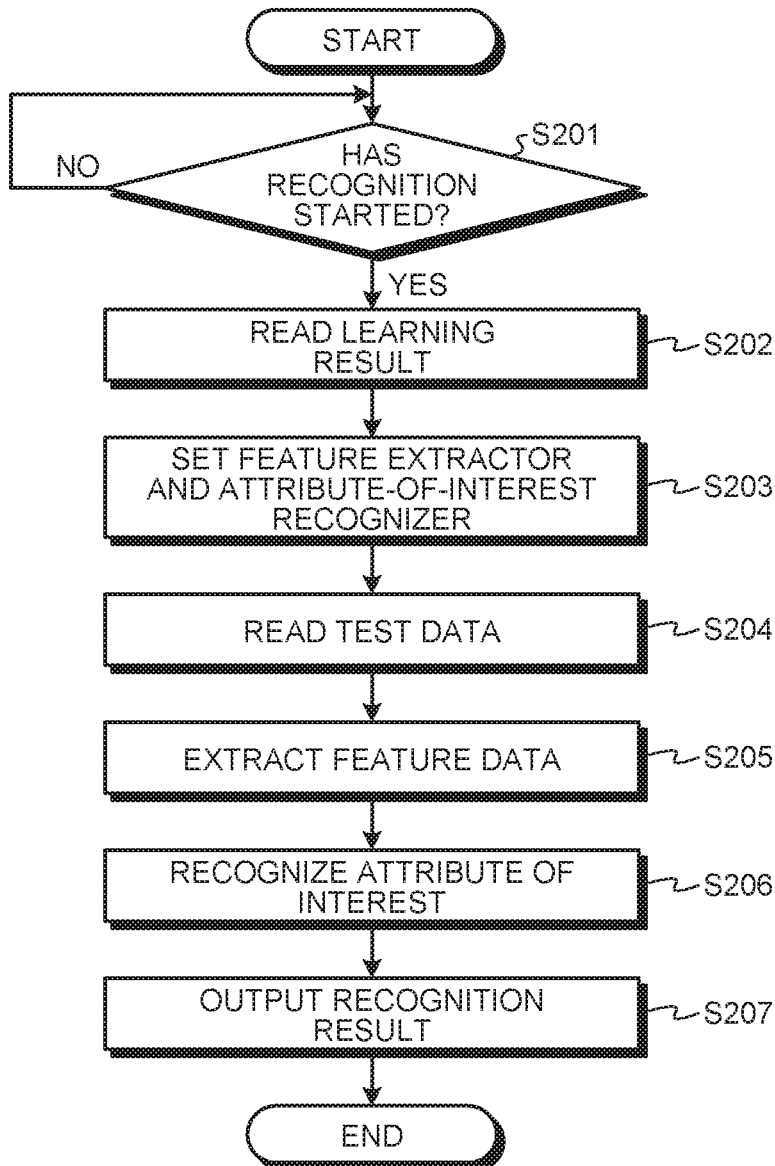 START
S201
HAS
RECOGNITION
STARTED?
NO
YES
READ LEARNING
RESULT
S202
SET FEATURE EXTRACTOR
AND ATTRIBUTE-OF-INTEREST
RECOGNIZER
S203
READ TEST DATA
S204
EXTRACT FEATURE DATA
S205
RECOGNIZE ATTRIBUTE OF
INTEREST
S206
OUTPUT RECOGNITION
RESULT
S207
END